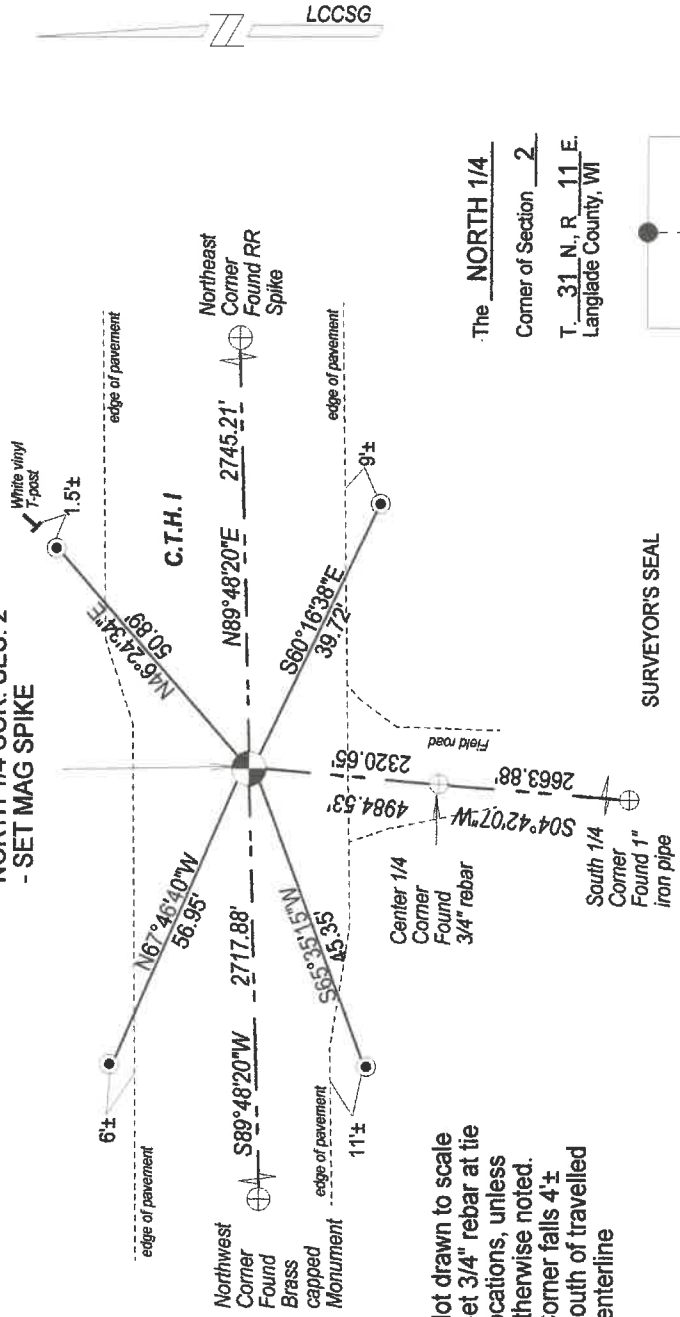 NORTH 1/4 COR. SEC. 2
- SET MAG SPIKE
LCCSG
White vinyl
T-post
1.5'±
6'±
edge of pavement
edge of pavement
N67°46'40"W
56.95'
N46°24'34"E
50.89'
C.T.H. I
Northwest
Corner
Found
Brass
capped
Monument
S89°48'20"W 2717.88'
N89°48'20"E 2745.21'
Northeast
Corner
Found RR
Spike
S65°35'15"W
45.35'
S60°16'38"E
39.72'
11'±
9'±
edge of pavement
edge of pavement
Field road
2320.65'
4984.53'
S04°42'07"W
2663.88'
Center 1/4
Corner
Found
3/4" rebar
South 1/4
Corner
Found 1"
iron pipe
The NORTH 1/4
Corner of Section 2
T. 31 N., R 11 E.
Langlade County, WI
ot drawn to scale
et 3/4" rebar at tie
ocations, unless
therwise noted.
orner falls 4'±
outh of travelled
enterline
SURVEYOR'S SEAL